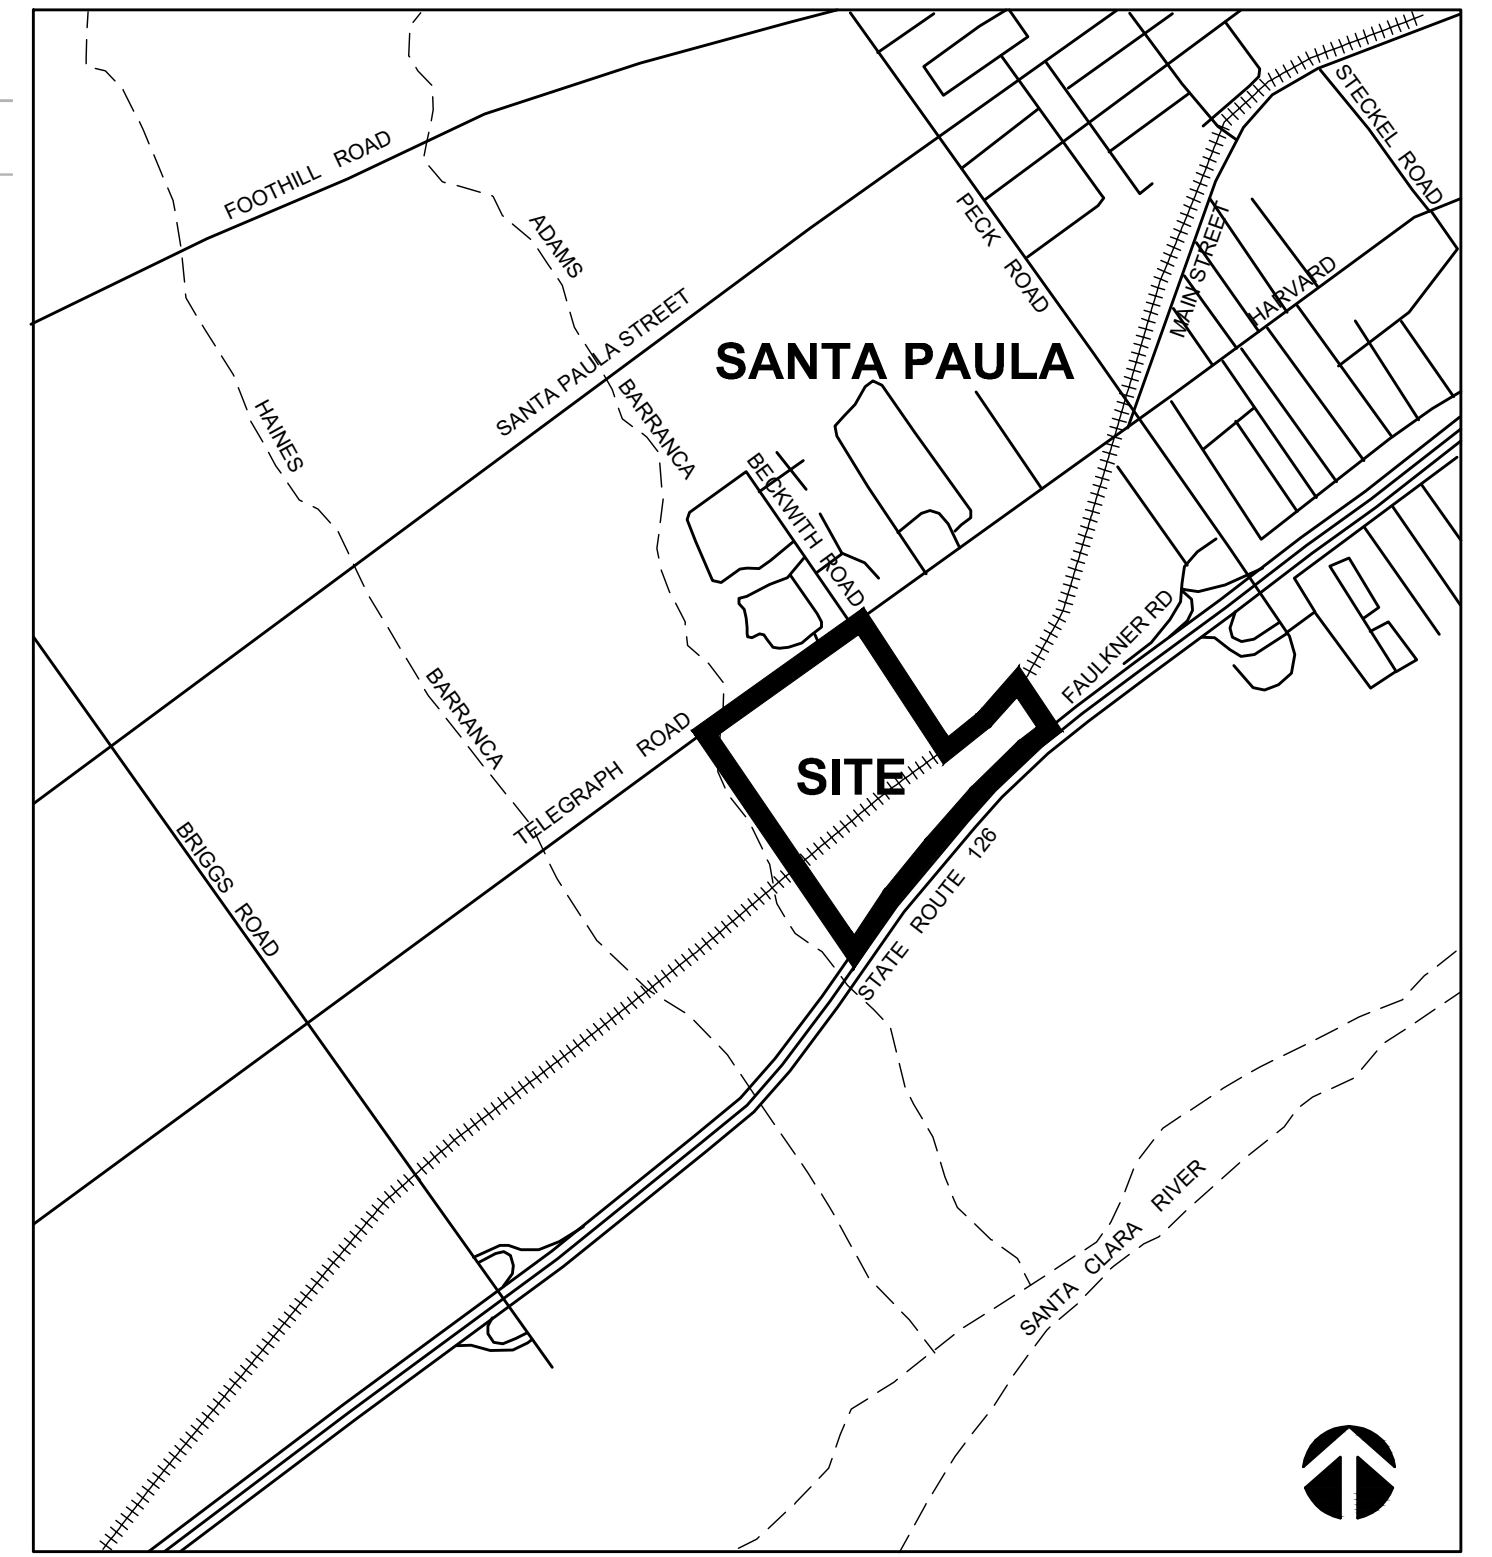 STECKEL ROAD
FOOTHILL ROAD
ADAMS
BARRANCA
PECK ROAD
MAIN STREET
HARVARD
SANTA PAULA STREET
SANTA PAULA
HAINES
BARRANCA
BECKWITH ROAD
FAULKNER RD
TELEGRAPH ROAD
SITE
BRIGGS ROAD
STATE ROUTE 126
SANTA CLARA RIVER